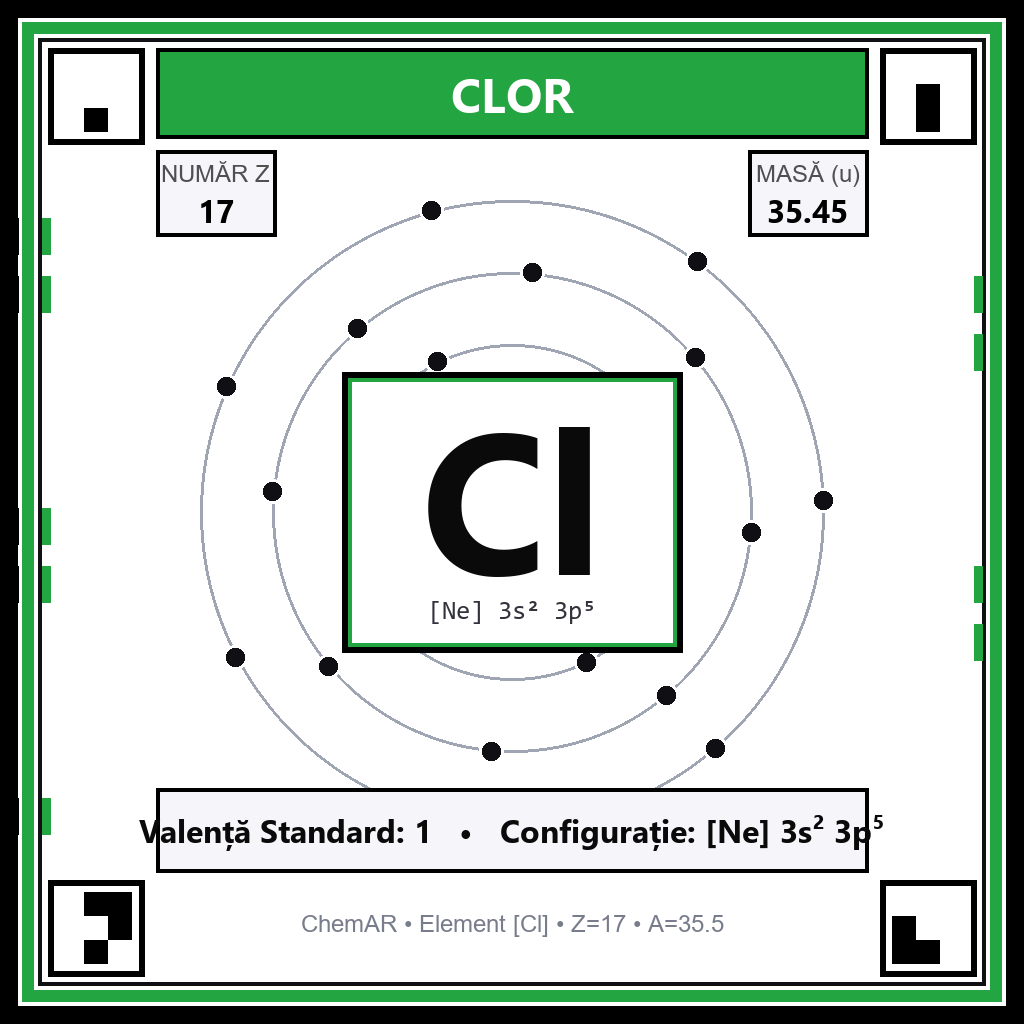 CLOR
NUMĂR Z
17
MASĂ (u)
35.45
Cl
[Ne] 3s² 3p⁵
Valență Standard: 1 • Configurație: [Ne] 3s² 3p⁵
ChemAR • Element [Cl] • Z=17 • A=35.5